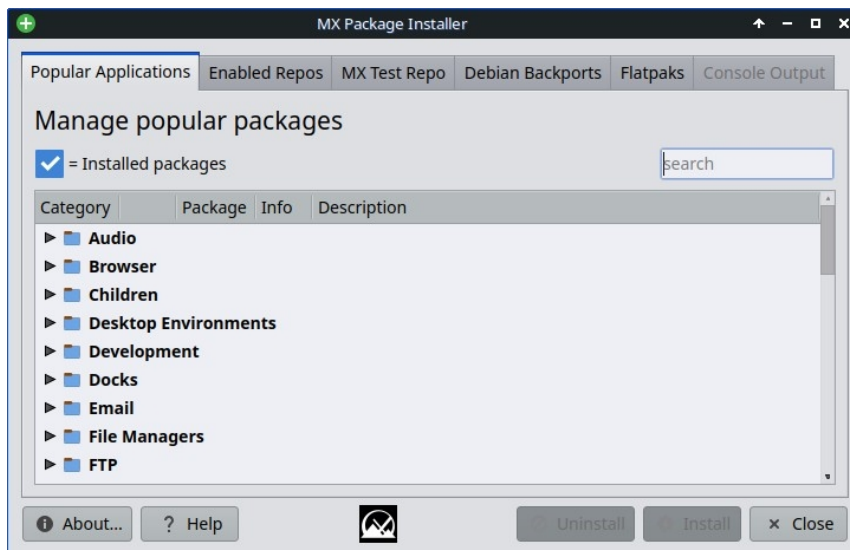 MX Package Installer
Popular Applications Enabled Repos MX Test Repo Debian Backports Flatpaks Console Output
Manage popular packages
= Installed packages
search
Category Package Info Description
Audio
Browser
Children
Desktop Environments
Development
Docks
Email
File Managers
FTP
About... ? Help Uninstall Install Close